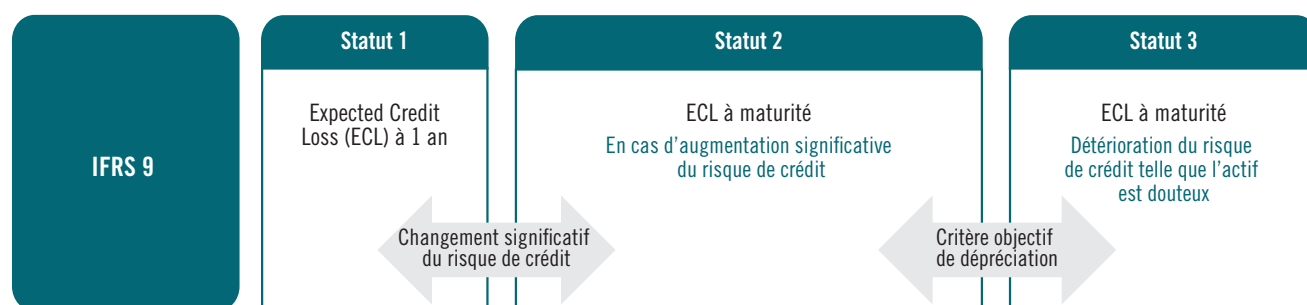 IFRS 9
Statut 1
Expected Credit
Loss (ECL) à 1 an
Changement significatif
du risque de crédit
Statut 2
ECL à maturité
En cas d’augmentation significative
du risque de crédit
Critère objectif
de dépréciation
Statut 3
ECL à maturité
Détérioration du risque
de crédit telle que l’actif
est douteux